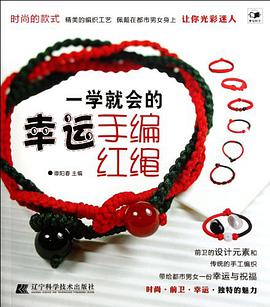 时尚的款式 精美的编织工艺 佩戴在都市男女身上 让你光彩迷人
一学就会的
幸运手编
红绳
谭阳春 主编
前卫的设计元素和
传统的手工编织
带给都市男女一份幸运与祝福
时尚·前卫·幸运·独特的魅力
辽宁科学技术出版社